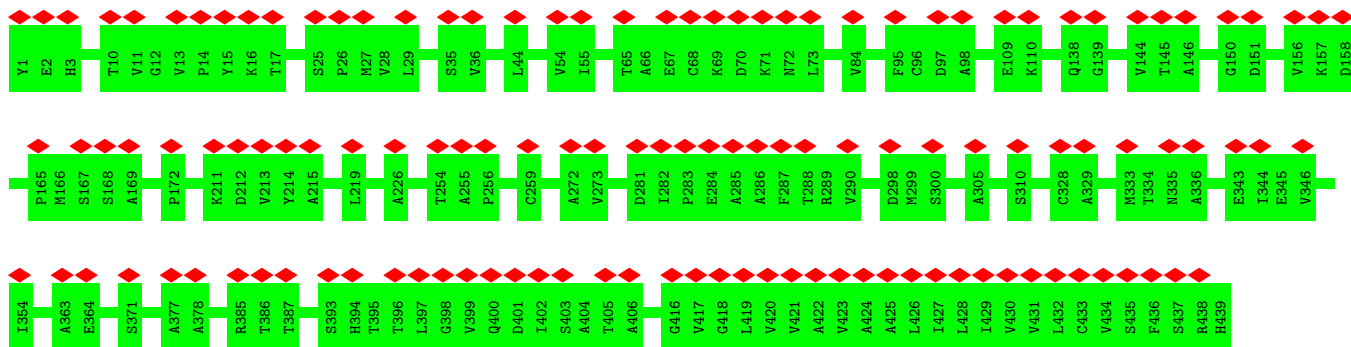 Y1 E2 H3 T10 V11 G12 V13 P14 Y15 K16 T17 S25 P26 M27 V28 L29 S35 V36 L44 V54 I55 T65 A66 E67 C68 K69 D70 K71 N72 L73 V84 F95 C96 D97 A98 E109 K110 Q138 G139 V144 T145 A146 G150 D151 V156 K157 D158
P165 M166 S167 S168 A169 P172 K211 D212 V213 Y214 A215 L219 A226 T254 A255 P256 C259 A272 V273 D281 I282 P283 E284 A285 A286 F287 T288 R289 V290 D298 M299 S300 A305 S310 C328 A329 M333 T334 N335 A336 E343 I344 E345 V346
I354 A363 E364 S371 A377 A378 R385 T386 T387 S393 H394 T395 T396 L397 G398 V399 Q400 D401 I402 S403 A404 T405 A406 G416 V417 G418 L419 V420 V421 A422 V423 A424 A425 L426 I427 L428 I429 V430 V431 L432 C433 V434 S435 F436 S437 R438 H439